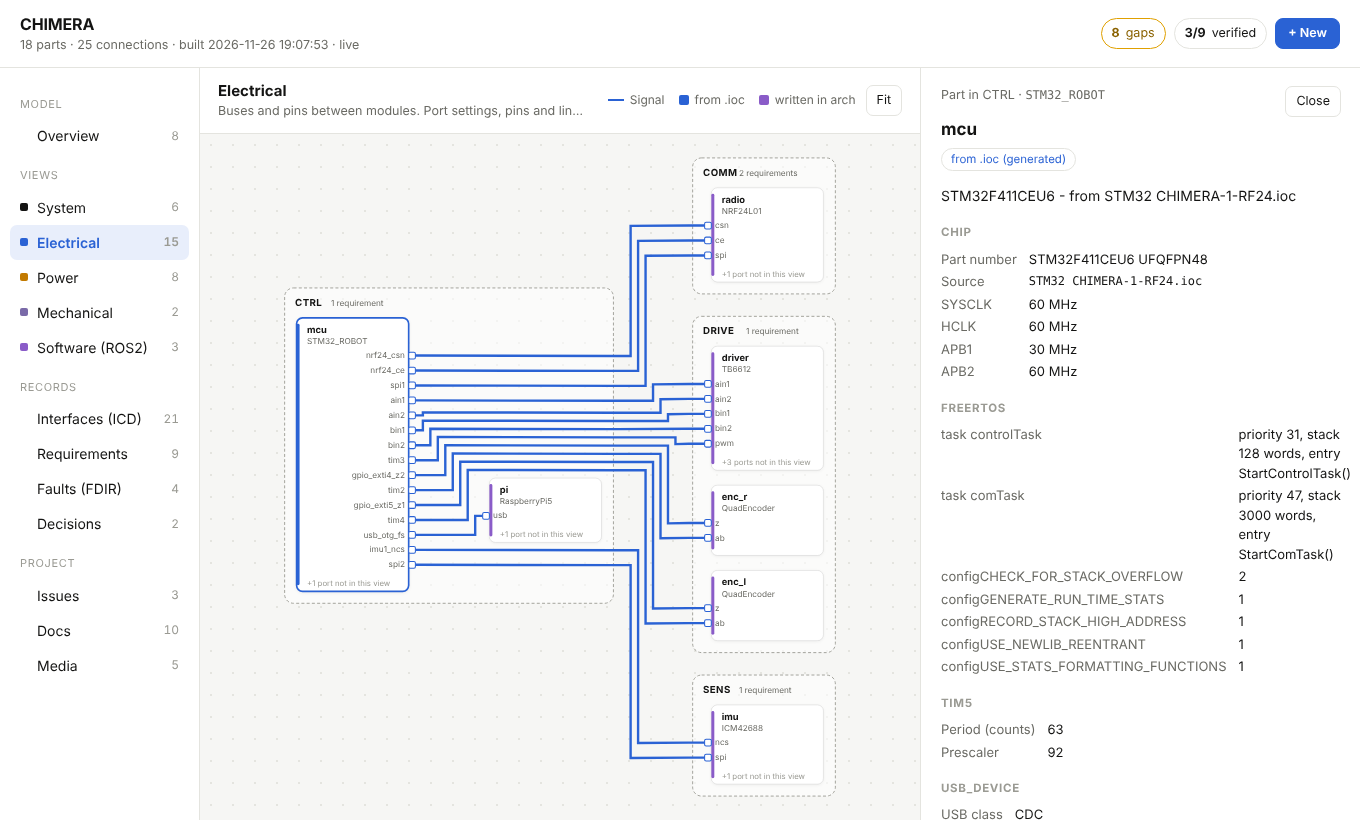 CHIMERA
18 parts · 25 connections · built 2026-11-26 19:07:53 · live
8 gaps
3/9 verified
+ New
MODEL
Overview 8
VIEWS
System 6
Electrical 15
Power 8
Mechanical 2
Software (ROS2) 3
RECORDS
Interfaces (ICD) 21
Requirements 9
Faults (FDIR) 4
Decisions 2
PROJECT
Issues 3
Docs 10
Media 5
Electrical
Buses and pins between modules. Port settings, pins and lin...
Signal
from .ioc
written in arch
Fit
CTRL 1 requirement
mcu
STM32_ROBOT
nrf24_csn
nrf24_ce
spi1
ain1
ain2
bin1
bin2
tim3
gpio_exti4_z2
tim2
gpio_exti5_z1
tim4
usb_otg_fs
imu1_ncs
spi2
+1 port not in this view
pi
RaspberryPi5
usb
+1 port not in this view
COMM 2 requirements
radio
NRF24L01
csn
ce
spi
+1 port not in this view
DRIVE 1 requirement
driver
TB6612
ain1
ain2
bin1
bin2
pwm
+3 ports not in this view
enc_r
QuadEncoder
z
ab
enc_l
QuadEncoder
z
ab
SENS 1 requirement
imu
ICM42688
ncs
spi
+1 port not in this view
Part in CTRL · STM32_ROBOT
Close
mcu
from .ioc (generated)
STM32F411CEU6 - from STM32 CHIMERA-1-RF24.ioc
CHIP
Part number STM32F411CEU6 UFQFPN48
Source STM32 CHIMERA-1-RF24.ioc
SYSCLK 60 MHz
HCLK 60 MHz
APB1 30 MHz
APB2 60 MHz
FREERTOS
task controlTask priority 31, stack
128 words, entry
StartControlTask()
task comTask priority 47, stack
3000 words,
entry
StartComTask()
configCHECK_FOR_STACK_OVERFLOW 2
configGENERATE_RUN_TIME_STATS 1
configRECORD_STACK_HIGH_ADDRESS 1
configUSE_NEWLIB_REENTRANT 1
configUSE_STATS_FORMATTING_FUNCTIONS 1
TIM5
Period (counts) 63
Prescaler 92
USB_DEVICE
USB class CDC